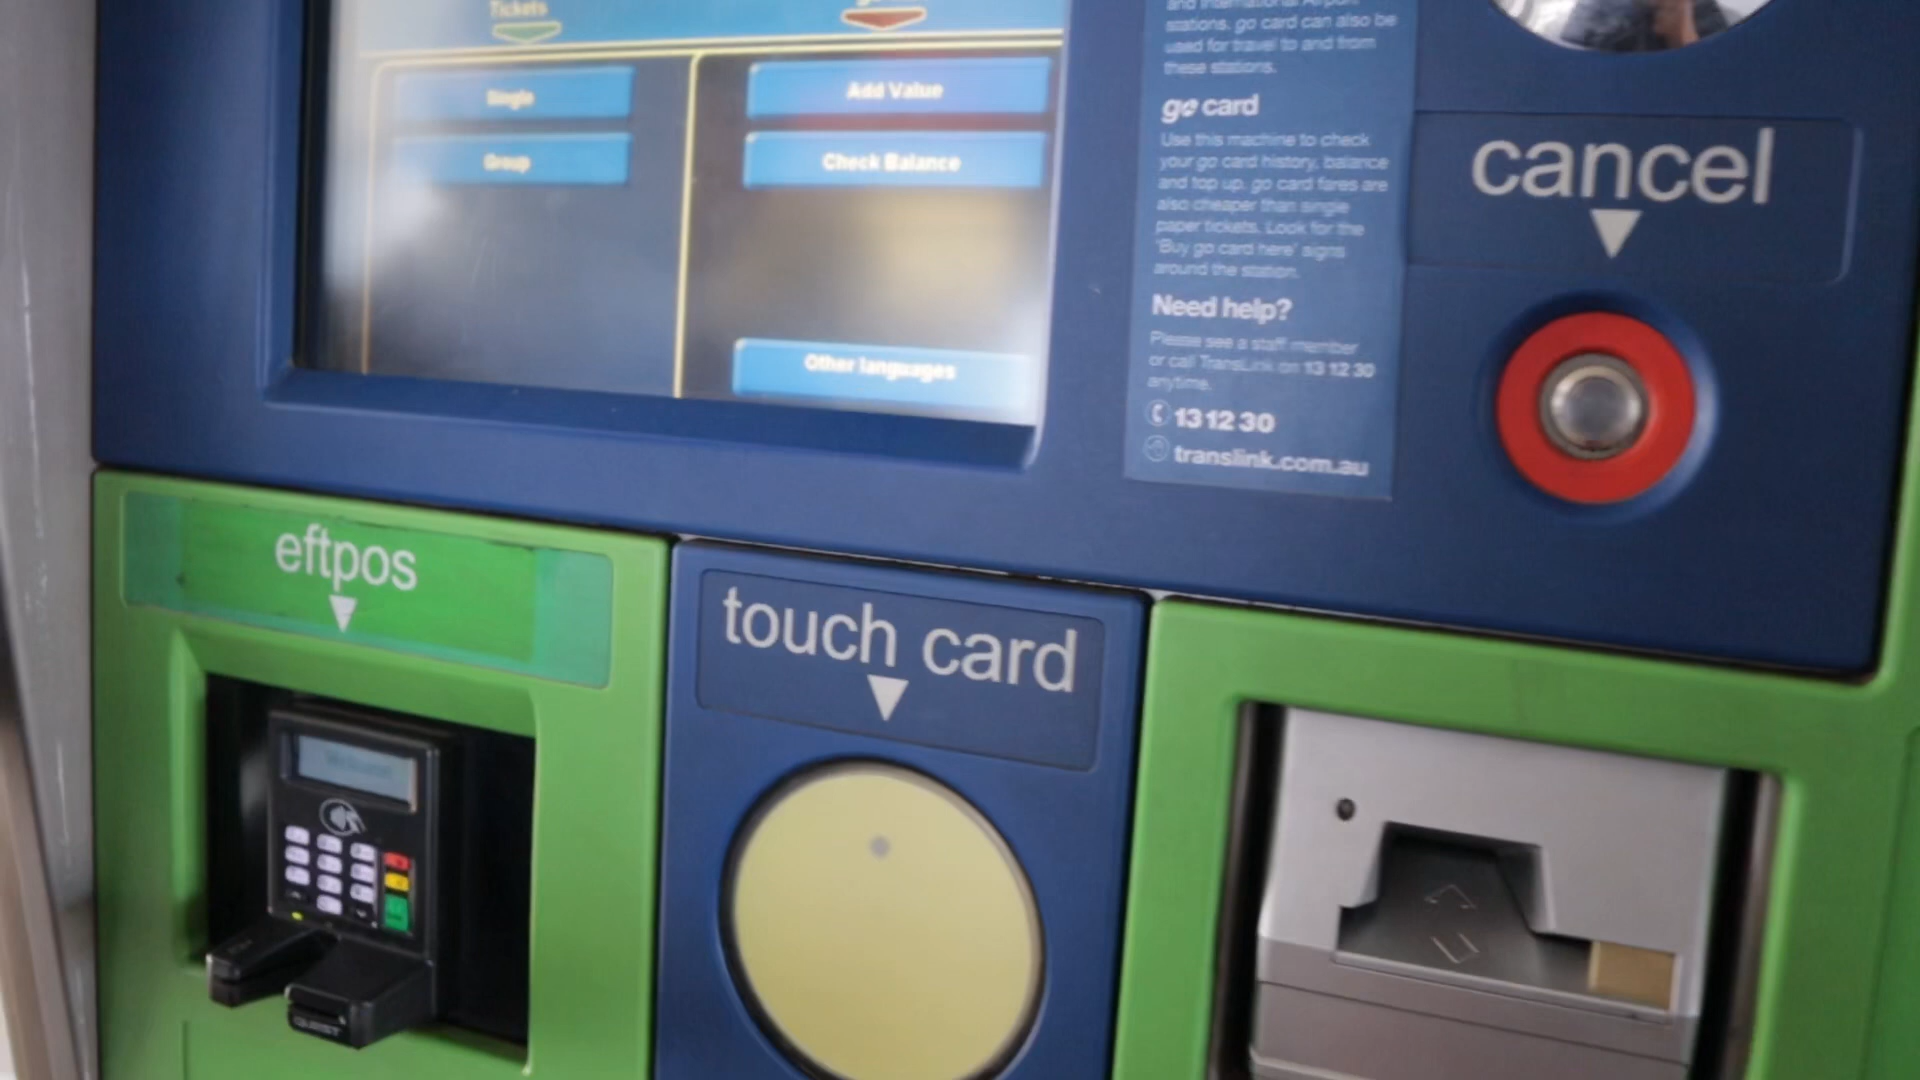 Tickets
Single
Group
Add Value
Check Balance
Other languages
and International Airport
stations. go card can also be
used for travel to and from
these stations.
go card
Use this machine to check
your go card history, balance
and top up. go card fares are
also cheaper than single
paper tickets. Look for the
'Buy go card here' signs
around the station.
Need help?
Please see a staff member
or call TransLink on 13 12 30
anytime.
13 12 30
translink.com.au
cancel
eftpos
touch card
QUEST